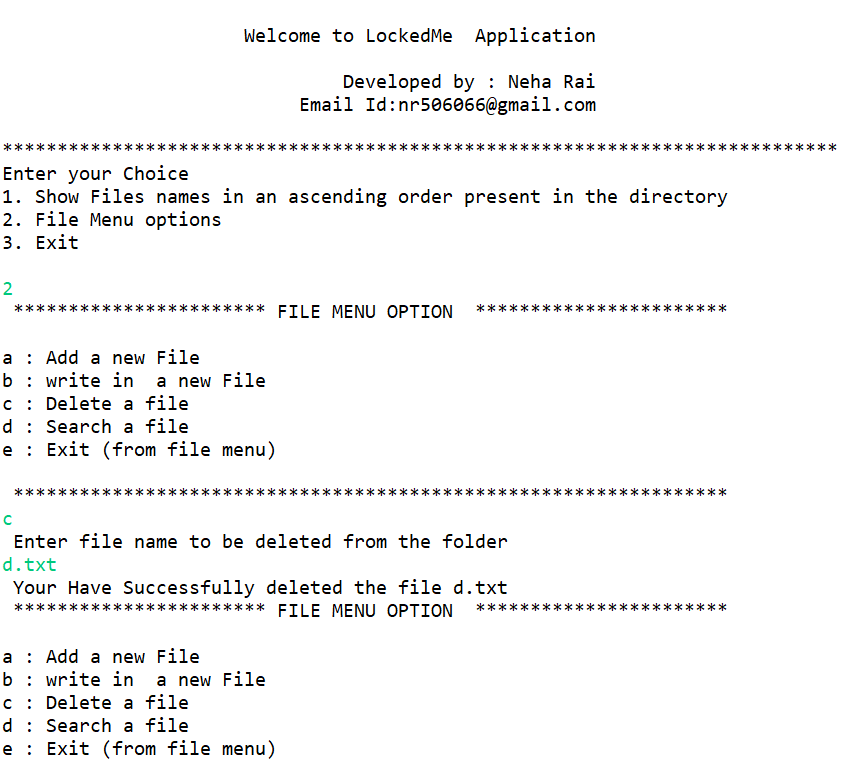 Welcome to LockedMe  Application
Developed by : Neha Rai
Email Id:nr506066@gmail.com
****************************************************************************
Enter your Choice
1. Show Files names in an ascending order present in the directory
2. File Menu options
3. Exit
2
*********************** FILE MENU OPTION  ***********************
a : Add a new File
b : write in  a new File
c : Delete a file
d : Search a file
e : Exit (from file menu)
*****************************************************************
c
Enter file name to be deleted from the folder
d.txt
Your Have Successfully deleted the file d.txt
*********************** FILE MENU OPTION  ***********************
a : Add a new File
b : write in  a new File
c : Delete a file
d : Search a file
e : Exit (from file menu)